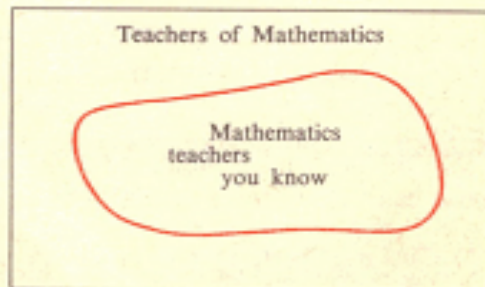 Teachers of Mathematics
Mathematics
teachers
you know